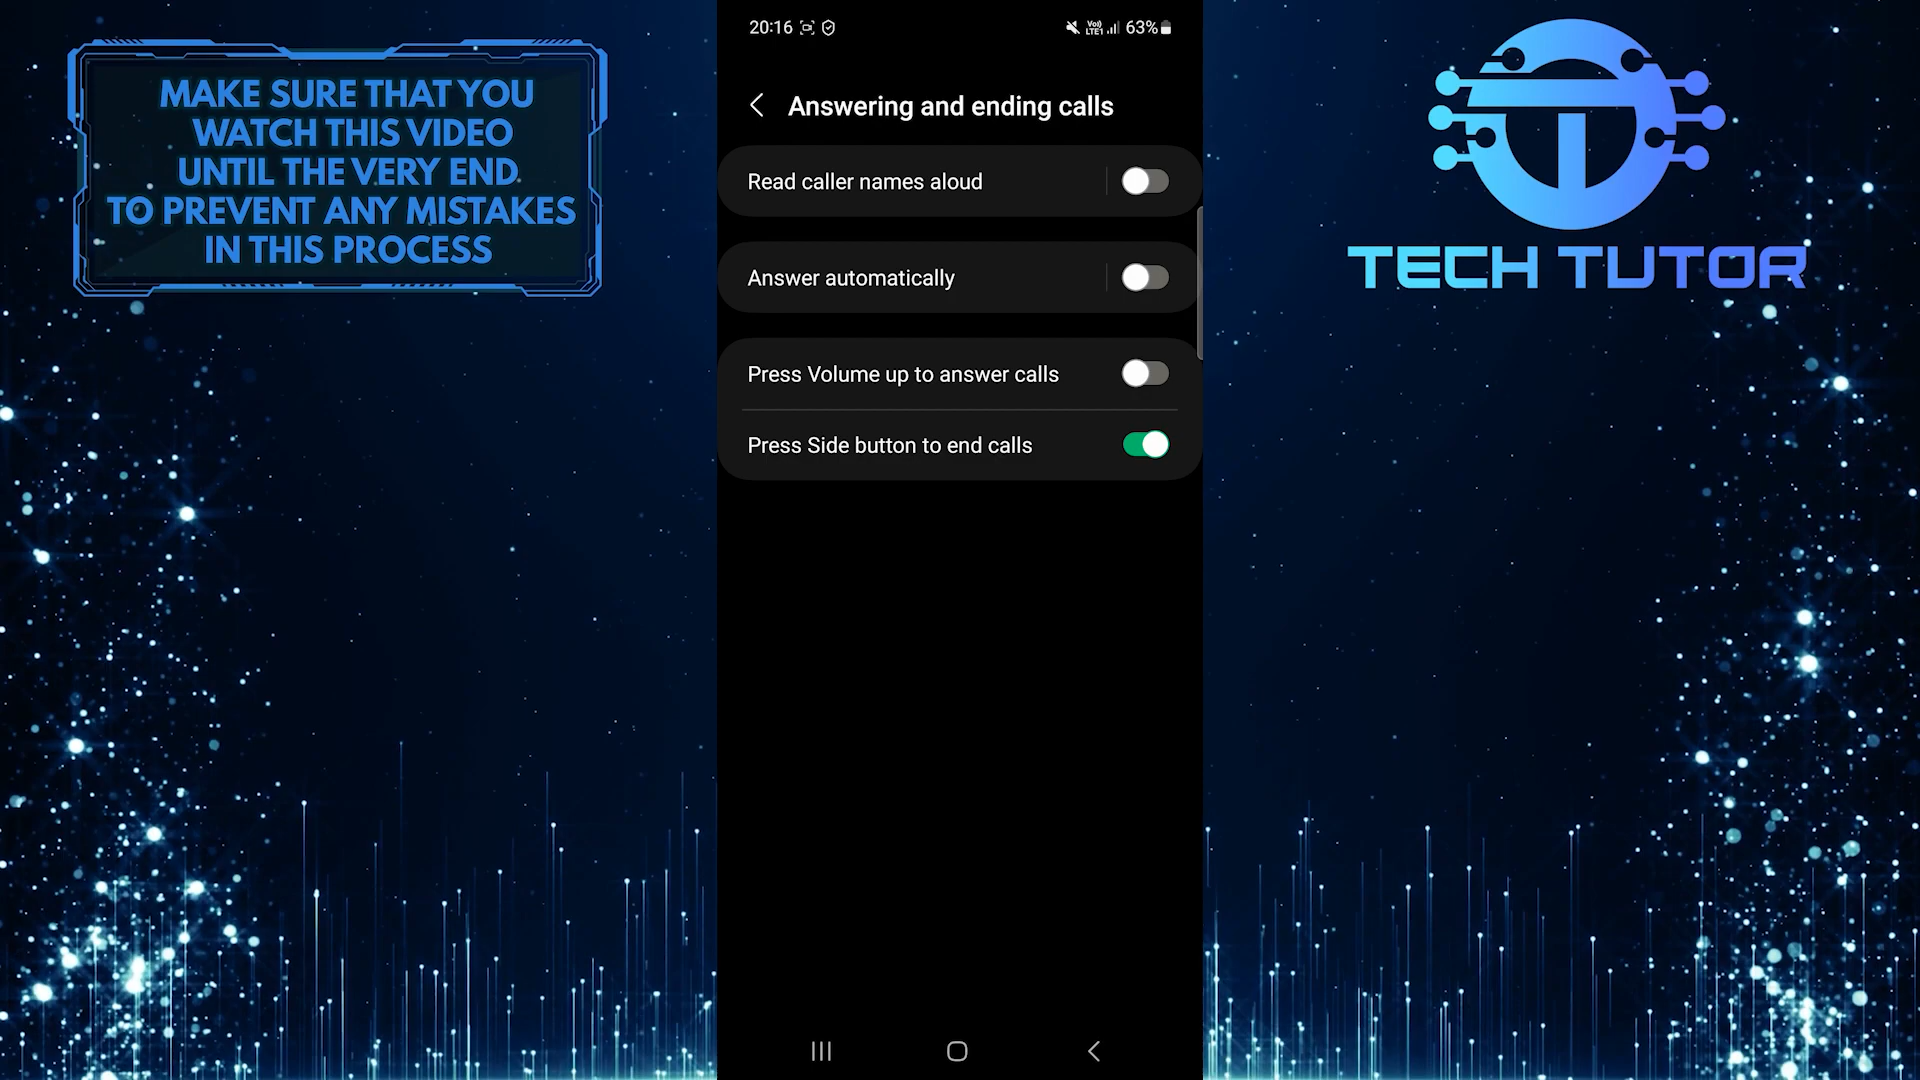 MAKE SURE THAT YOU
WATCH THIS VIDEO
UNTIL THE VERY END
TO PREVENT ANY MISTAKES
IN THIS PROCESS
20:16
Vo)) LTE1 63%
Answering and ending calls
Read caller names aloud
Answer automatically
Press Volume up to answer calls
Press Side button to end calls
TECH TUTOR